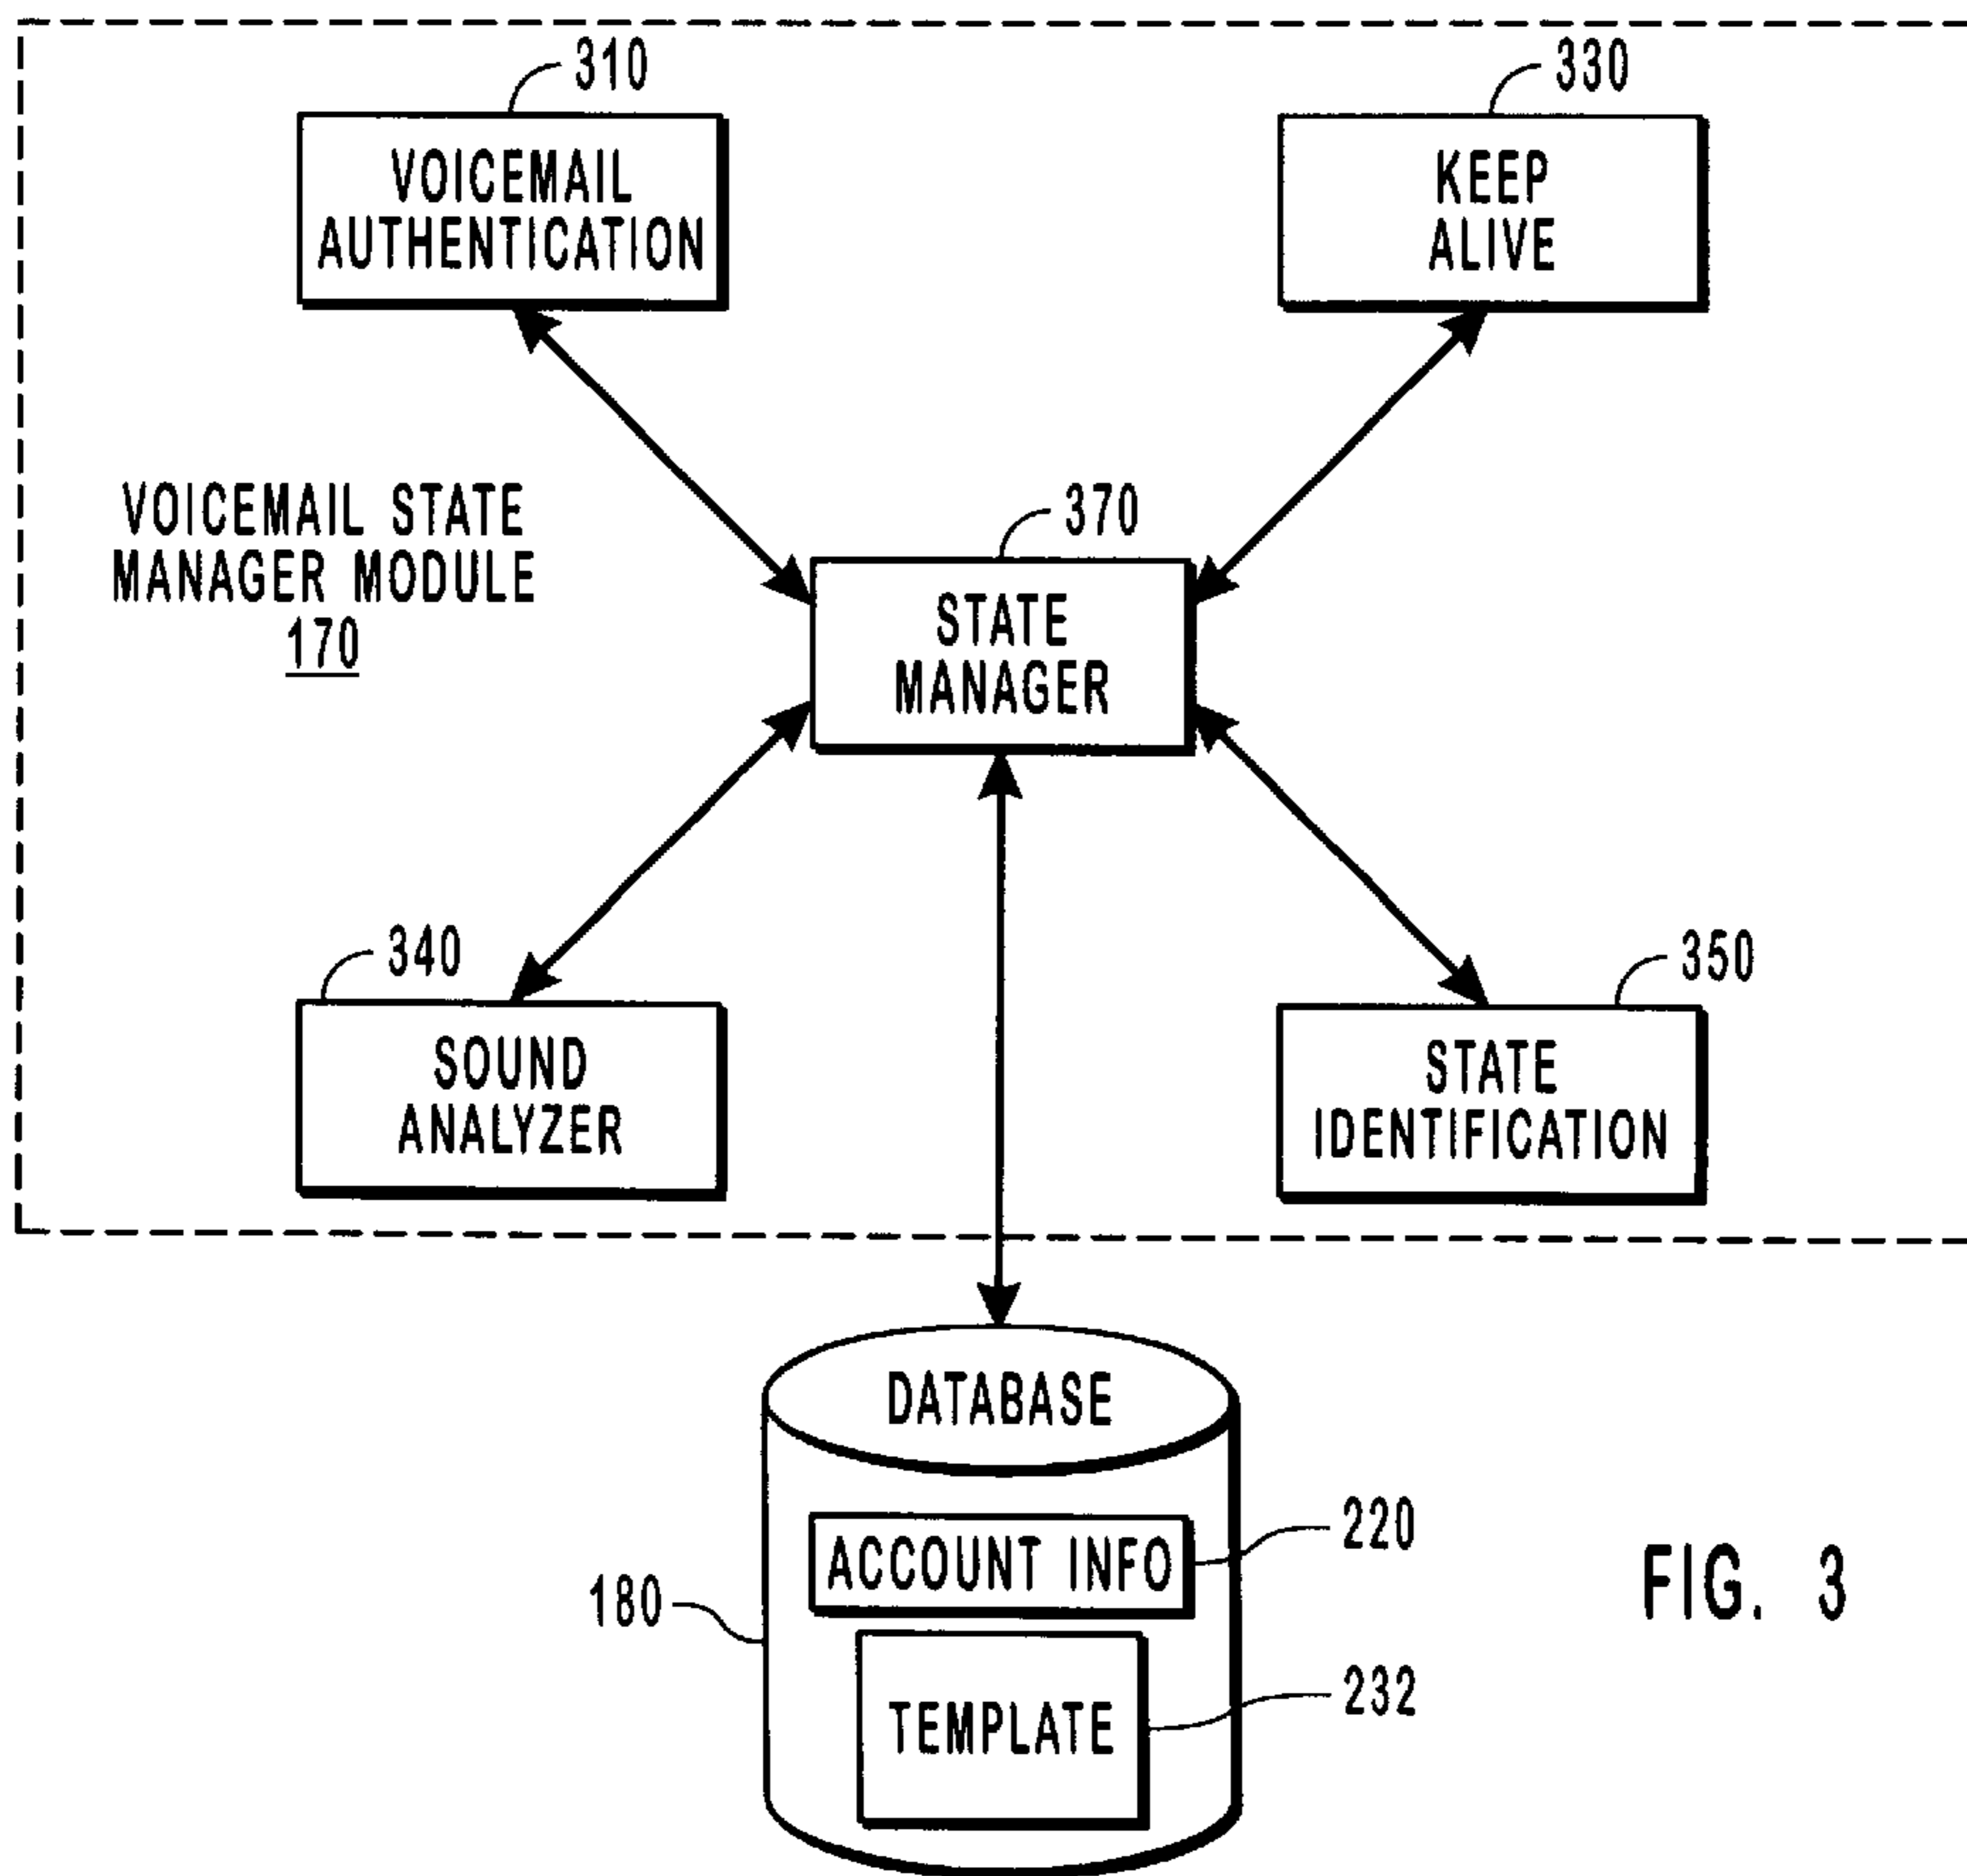 310
330
VOICEMAIL
AUTHENTICATION
KEEP
ALIVE
VOICEMAIL STATE
MANAGER MODULE
170
370
STATE
MANAGER
340
350
SOUND
ANALYZER
STATE
IDENTIFICATION
DATABASE
220
ACCOUNT INFO
180
232
TEMPLATE
FIG. 3